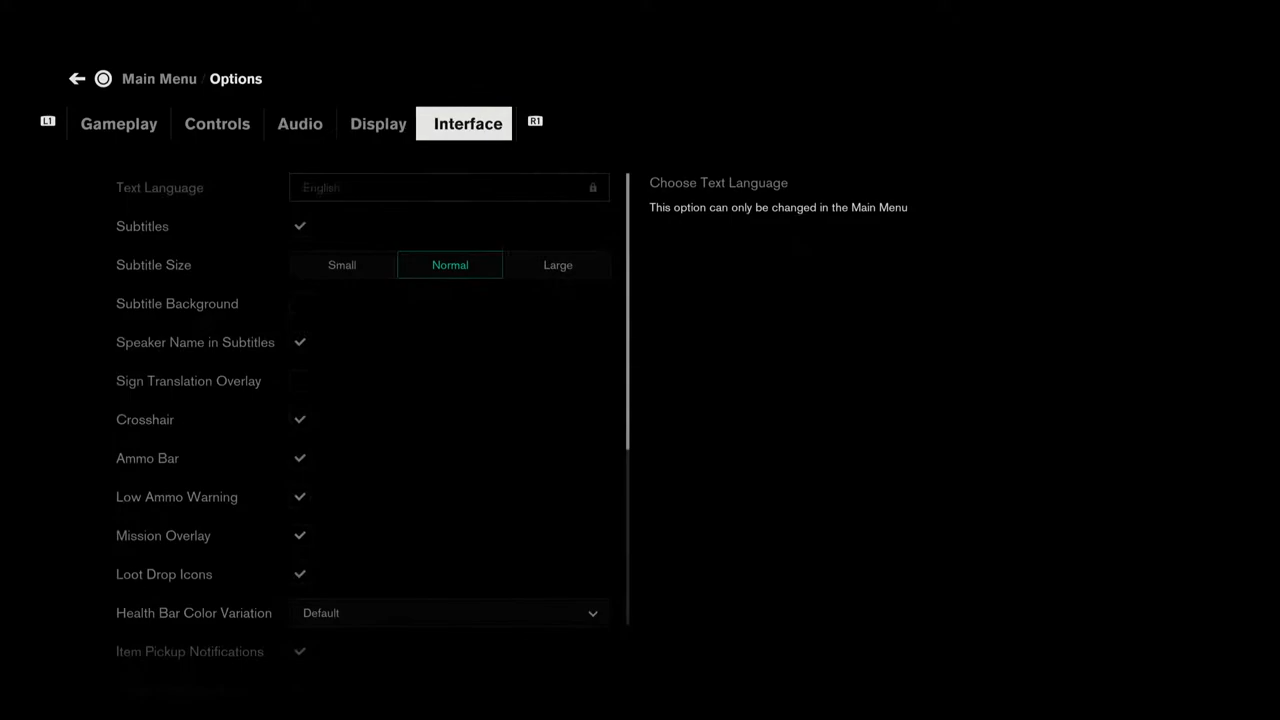 Main Menu / Options
L1 Gameplay Controls Audio Display Interface R1
Text Language English
Subtitles
Subtitle Size Small Normal Large
Subtitle Background
Speaker Name in Subtitles
Sign Translation Overlay
Crosshair
Ammo Bar
Low Ammo Warning
Mission Overlay
Loot Drop Icons
Health Bar Color Variation Default
Item Pickup Notifications
Choose Text Language
This option can only be changed in the Main Menu